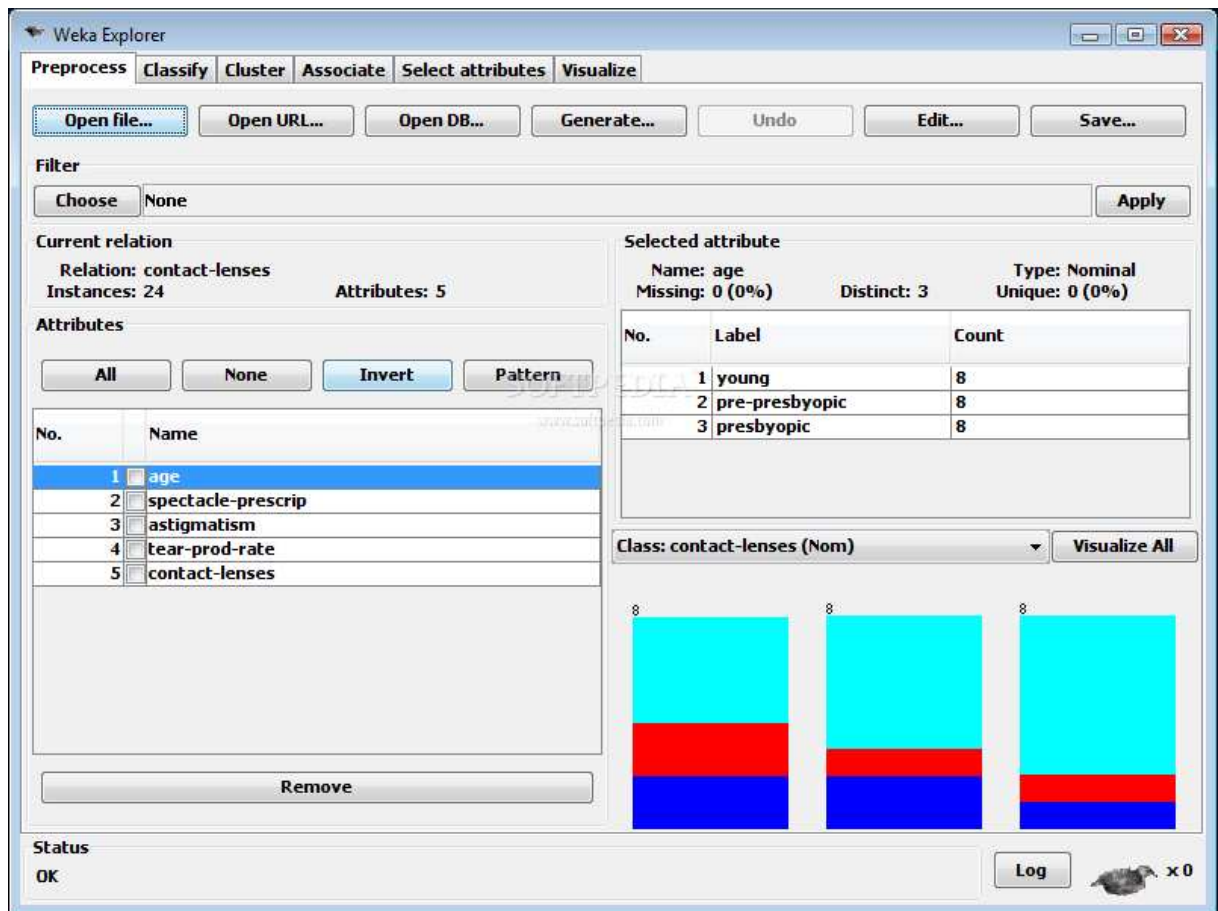 Weka Explorer
Preprocess Classify Cluster Associate Select attributes Visualize
Open file... Open URL... Open DB... Generate... Undo Edit... Save...
Filter
Choose None Apply
Current relation
Relation: contact-lenses
Instances: 24 Attributes: 5
Attributes
All None Invert Pattern
No. Name
1 age
2 spectacle-prescrip
3 astigmatism
4 tear-prod-rate
5 contact-lenses
Remove
Selected attribute
Name: age Type: Nominal
Missing: 0 (0%) Distinct: 3 Unique: 0 (0%)
No. Label Count
1 young 8
2 pre-presbyopic 8
3 presbyopic 8
Class: contact-lenses (Nom) Visualize All
8 8 8
SOFTPEDIA
www.softpedia.com
Status
OK
Log x 0